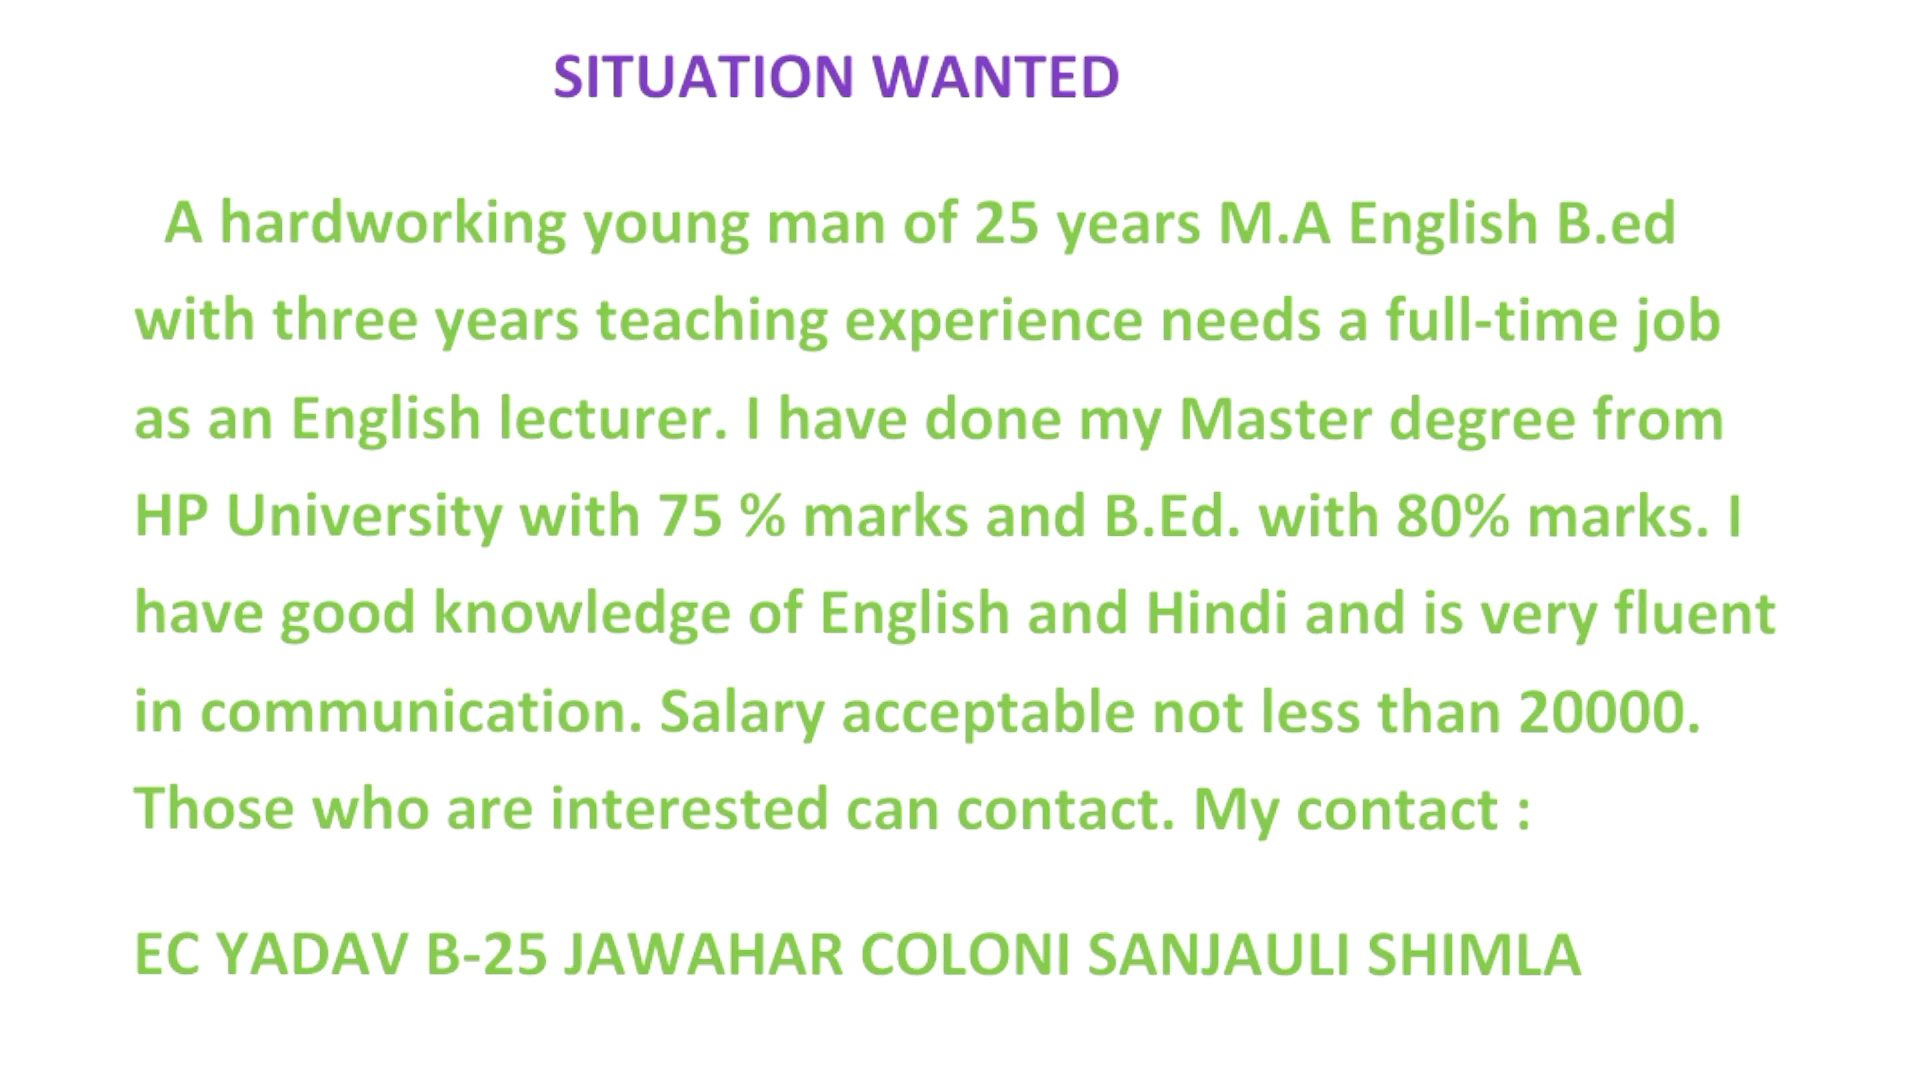 SITUATION WANTED
A hardworking young man of 25 years M.A English B.ed
with three years teaching experience needs a full-time job
as an English lecturer. I have done my Master degree from
HP University with 75 % marks and B.Ed. with 80% marks. I
have good knowledge of English and Hindi and is very fluent
in communication. Salary acceptable not less than 20000.
Those who are interested can contact. My contact :
EC YADAV B-25 JAWAHAR COLONI SANJAULI SHIMLA